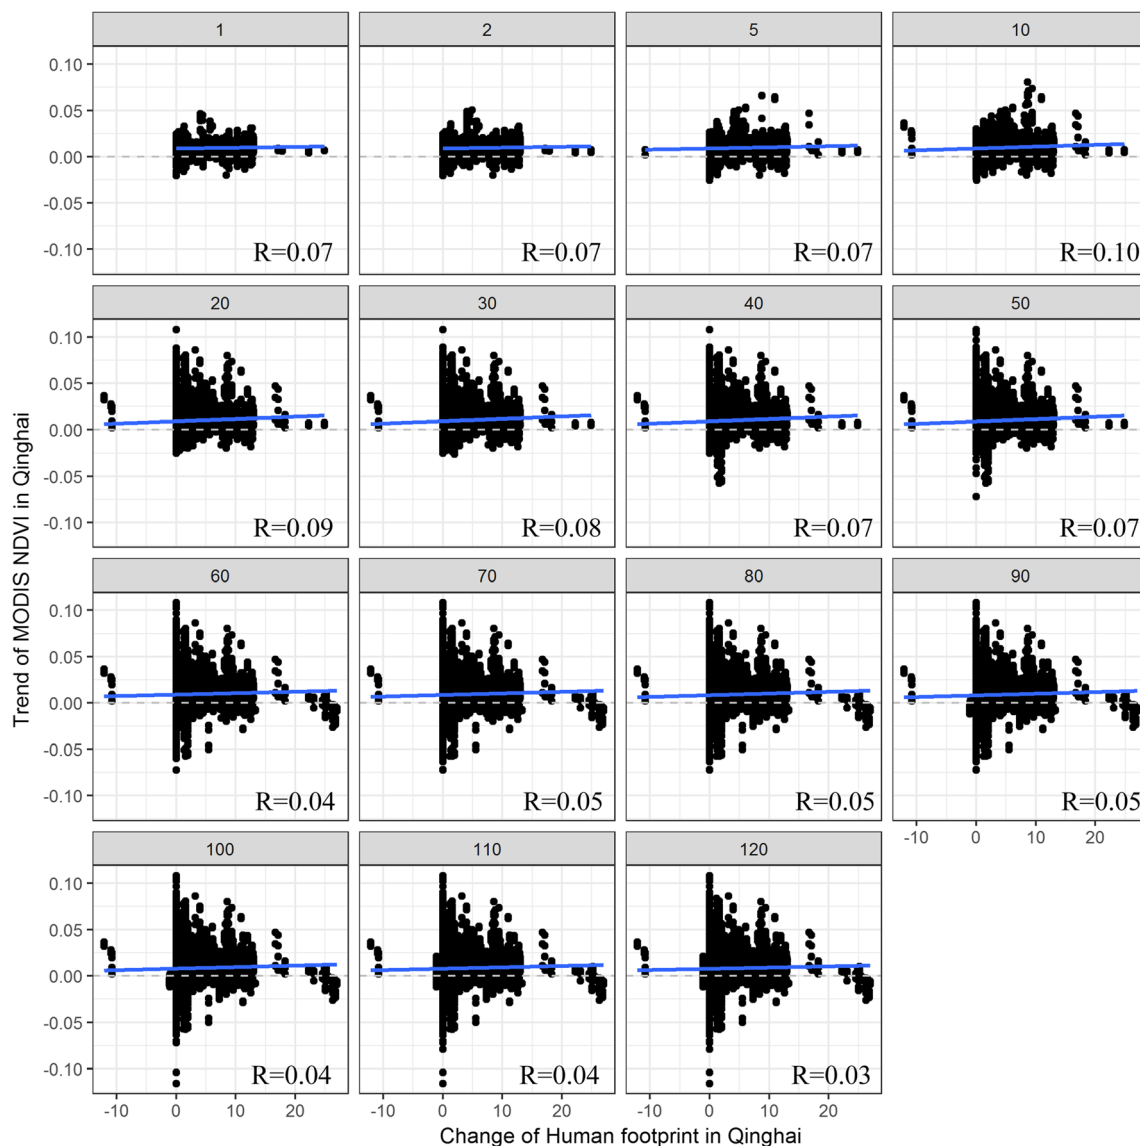 1 2 5 10
0.10
0.05
0.00
-0.05
-0.10
R=0.07 R=0.07 R=0.07 R=0.10
20 30 40 50
0.10
0.05
0.00
-0.05
-0.10
R=0.09 R=0.08 R=0.07 R=0.07
60 70 80 90
0.10
0.05
0.00
-0.05
-0.10
R=0.04 R=0.05 R=0.05 R=0.05
-10 0 10 20
100 110 120
0.10
0.05
0.00
-0.05
-0.10
R=0.04 R=0.04 R=0.03
-10 0 10 20 -10 0 10 20 -10 0 10 20
Change of Human footprint in Qinghai
Trend of MODIS NDVI in Qinghai